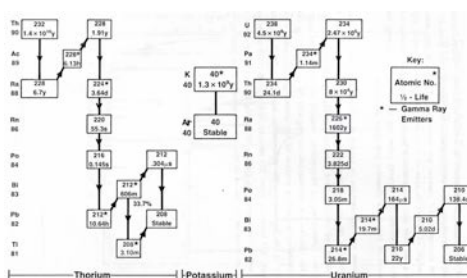 Th
90
232
1.4 × 10¹⁰y
228
1.91y
Ac
89
228*
6.13h
Ra
88
228
6.7y
224*
3.64d
Rn
86
220
55.3s
Po
84
216
0.145s
212
304μs
Bi
83
212*
606m
33.7%
Pb
82
212*
10.64h
208
Stable
Tl
81
208*
3.10m
K
40
40*
1.3 × 10⁹y
Ar
40
40
Stable
U
92
238
4.5 × 10⁹y
234
2.47 × 10⁵y
Pa
91
234*
1.14m
Th
90
234
24.1d
230
8 × 10⁴y
Ra
88
226*
1602y
Rn
86
222
3.825d
Po
84
218
3.05m
214
164μs
210
138.4d
Bi
83
214*
19.7m
210
5.02d
Pb
82
214*
26.8m
210
22y
206
Stable
Key:
*
Atomic No.
½ - Life
* — Gamma Ray
Emitters
Thorium
Potassium
Uranium